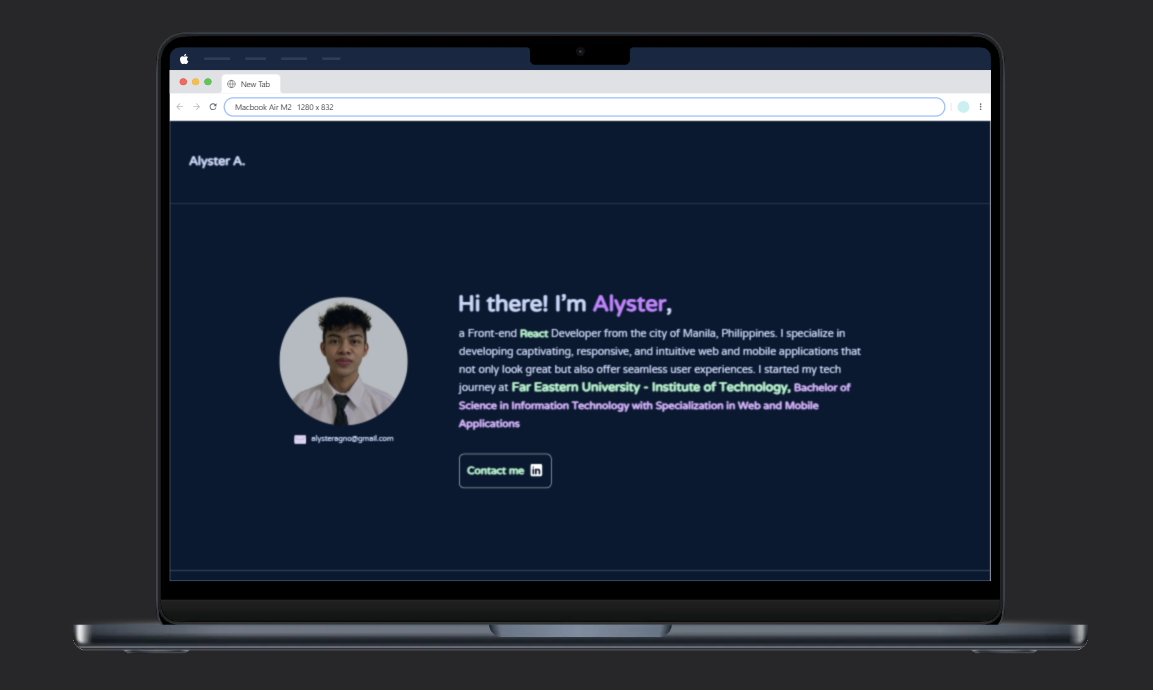 New Tab
Macbook Air M2 1280 x 832
Alyster A.
Hi there! I'm Alyster,
a Front-end React Developer from the city of Manila, Philippines. I specialize in
developing captivating, responsive, and intuitive web and mobile applications that
not only look great but also offer seamless user experiences. I started my tech
journey at Far Eastern University - Institute of Technology, Bachelor of
Science in Information Technology with Specialization in Web and Mobile
Applications
alysteragno@gmail.com
Contact me in